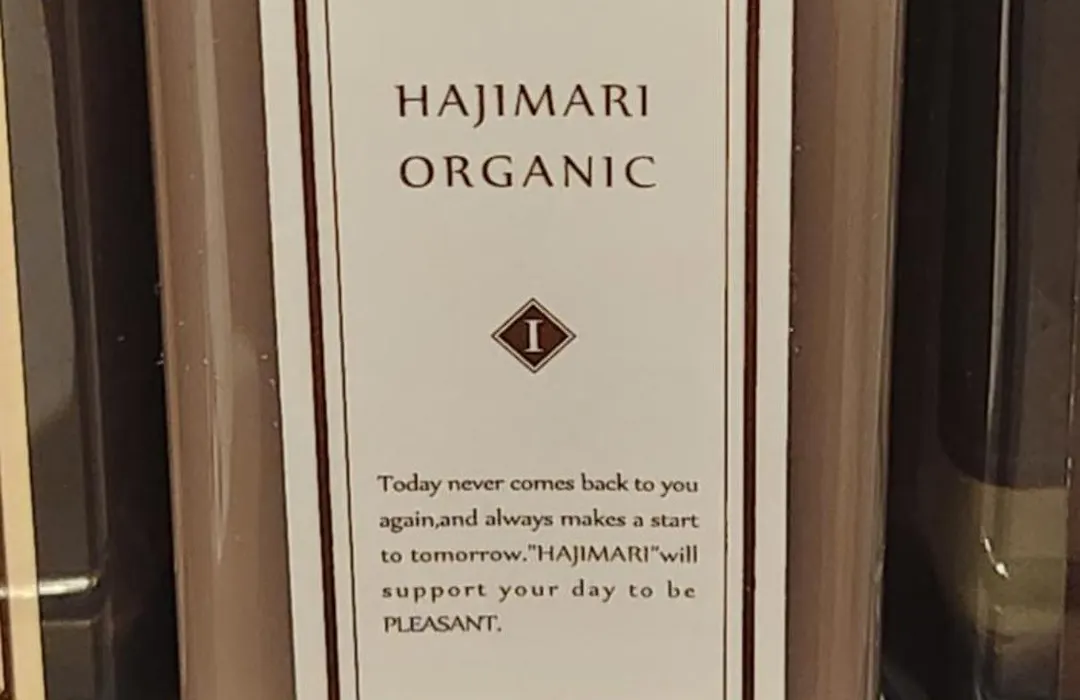 HAJIMARI
ORGANIC
I
Today never comes back to you
again,and always makes a start
to tomorrow."HAJIMARI"will
support your day to be
PLEASANT.